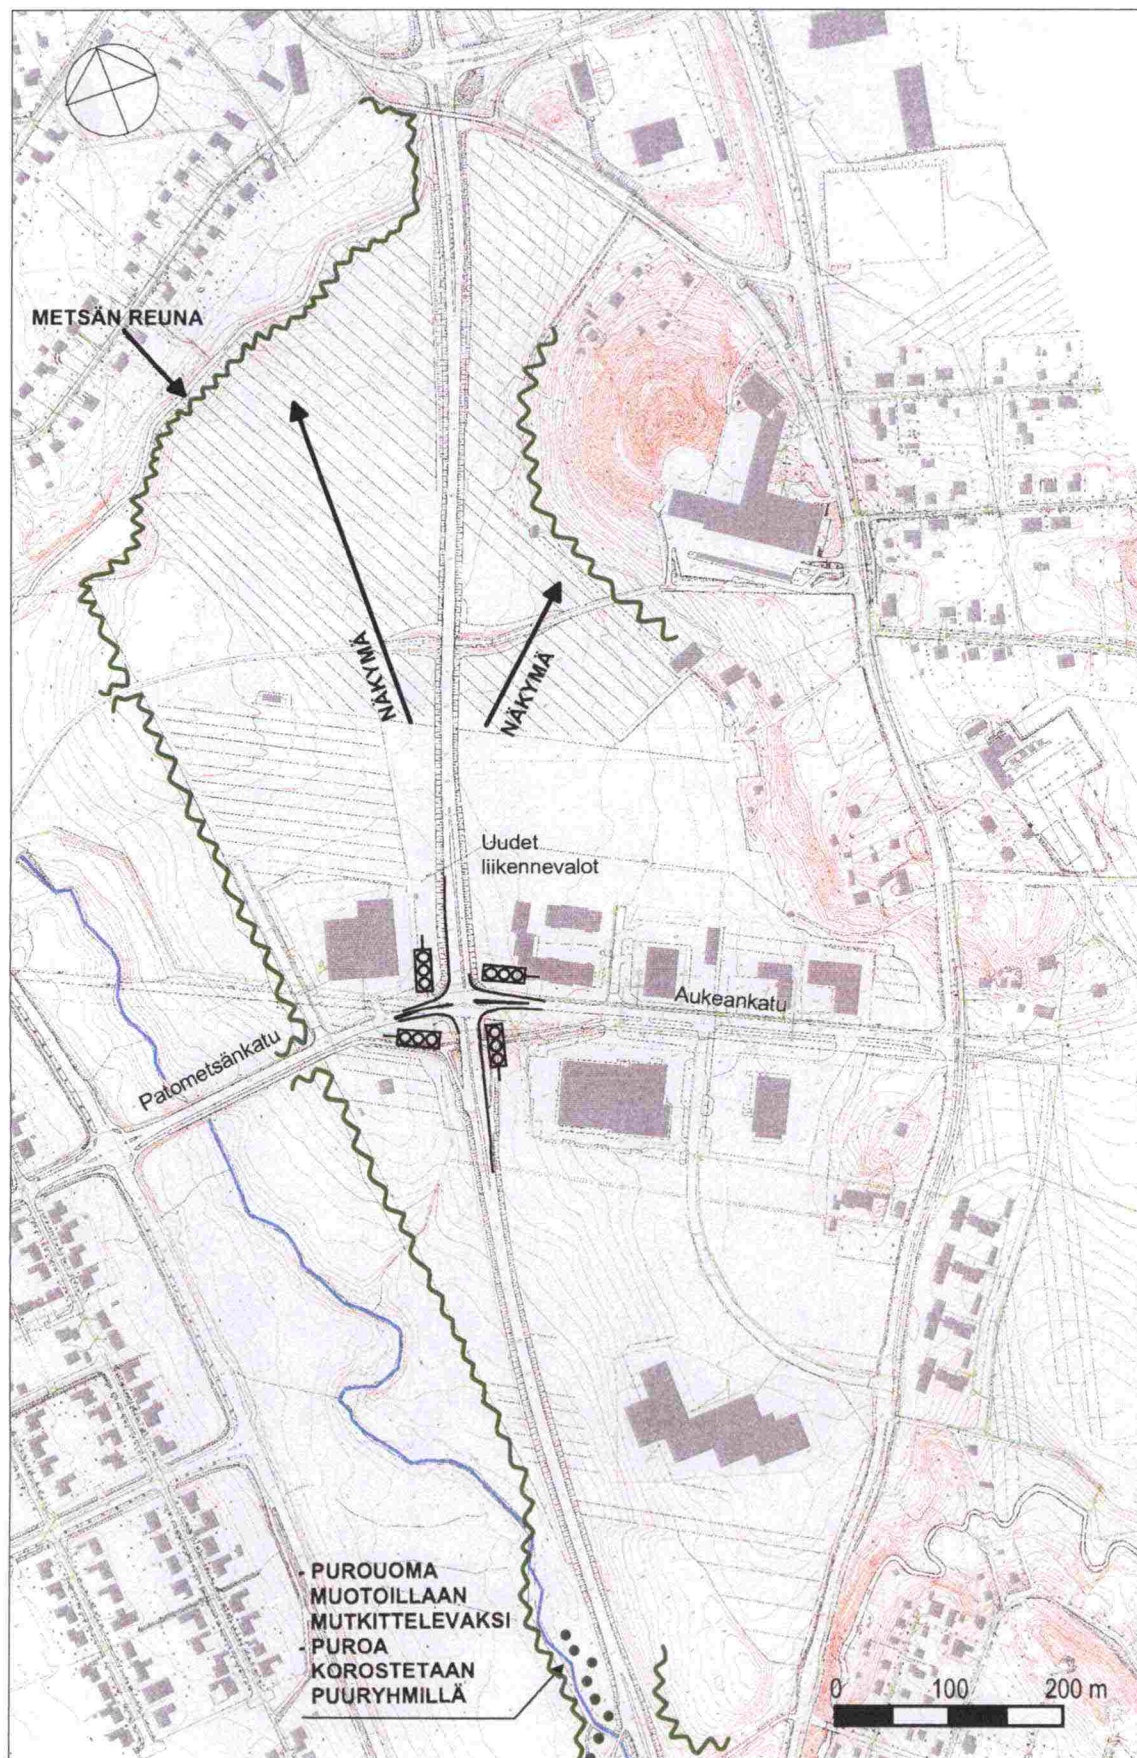 METSÄN REUNA
NÄKYMÄ
NÄKYMÄ
Uudet
liikennevalot
Aukeankatu
Patometsänkatu
- PUROUOMA
MUOTOILLAAN
MUTKITTELEVAKSI
- PUROA
KOROSTETAAN
PUURYHMILLÄ
0 100 200 m